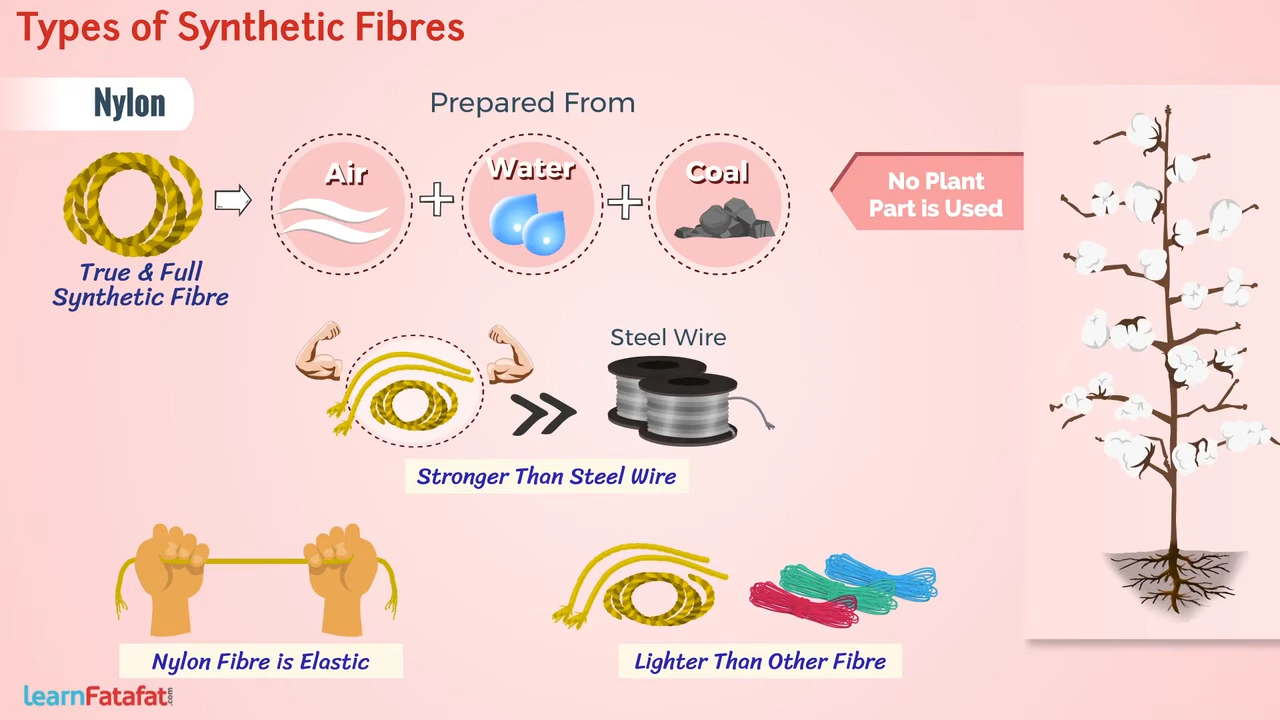 Types of Synthetic Fibres
Nylon
Prepared From
Air
Water
Coal
No Plant
Part is Used
True & Full
Synthetic Fibre
Steel Wire
Stronger Than Steel Wire
Nylon Fibre is Elastic
Lighter Than Other Fibre
learnFatafat.com